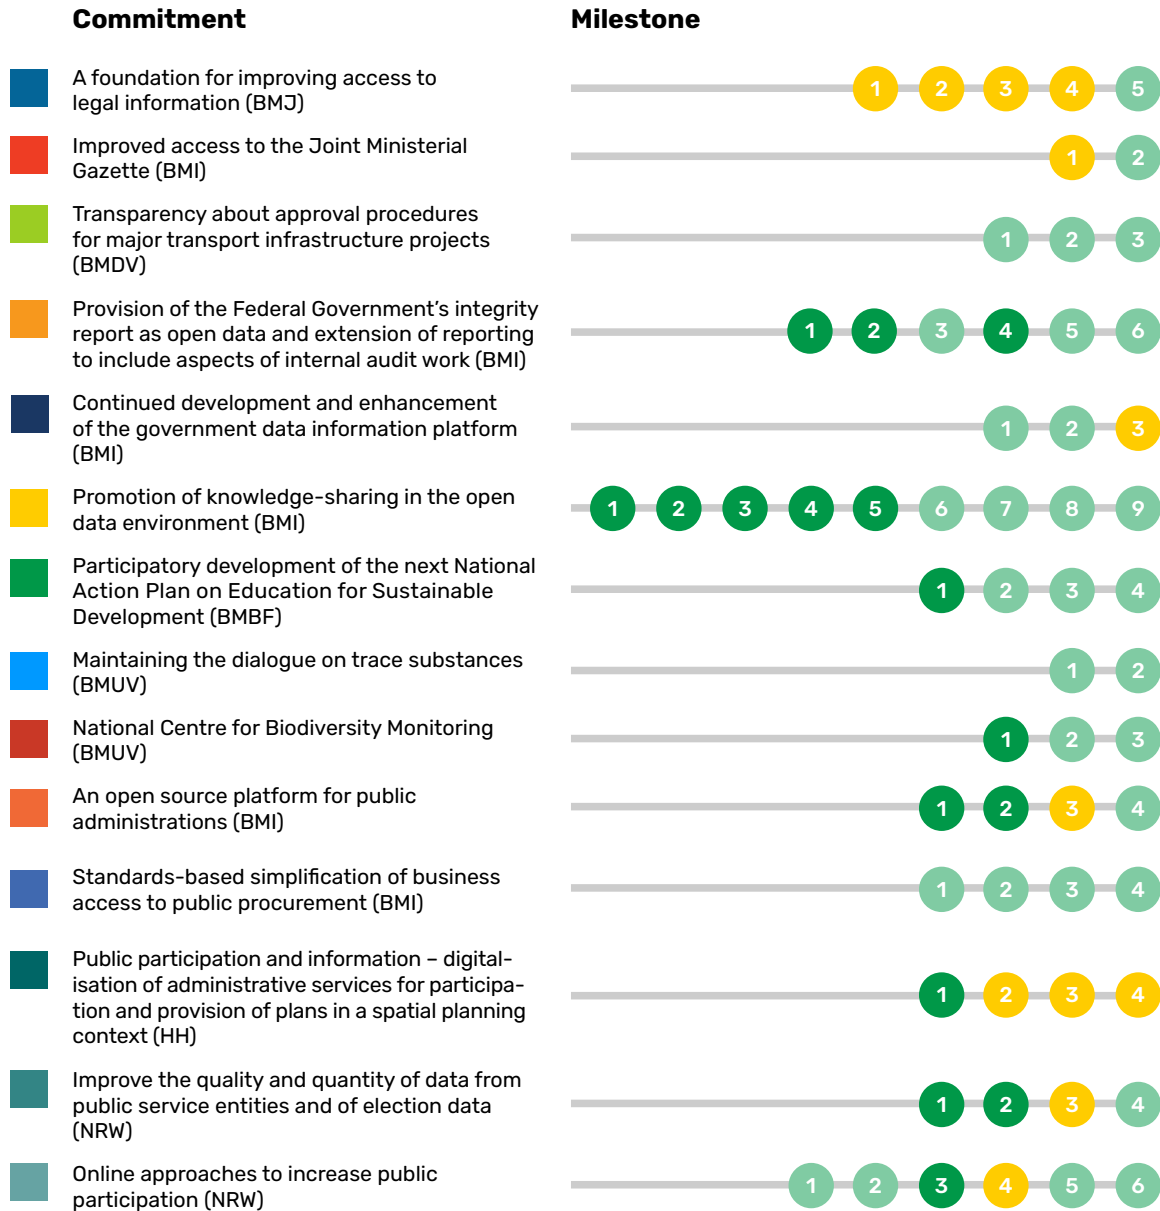 Commitment Milestone
A foundation for improving access to
legal information (BMJ)
1 2 3 4 5
Improved access to the Joint Ministerial
Gazette (BMI)
1 2
Transparency about approval procedures
for major transport infrastructure projects
(BMDV)
1 2 3
Provision of the Federal Government’s integrity
report as open data and extension of reporting
to include aspects of internal audit work (BMI)
1 2 3 4 5 6
Continued development and enhancement
of the government data information platform
(BMI)
1 2 3
Promotion of knowledge-sharing in the open
data environment (BMI)
1 2 3 4 5 6 7 8 9
Participatory development of the next National
Action Plan on Education for Sustainable
Development (BMBF)
1 2 3 4
Maintaining the dialogue on trace substances
(BMUV)
1 2
National Centre for Biodiversity Monitoring
(BMUV)
1 2 3
An open source platform for public
administrations (BMI)
1 2 3 4
Standards-based simplification of business
access to public procurement (BMI)
1 2 3 4
Public participation and information – digital-
isation of administrative services for participa-
tion and provision of plans in a spatial planning
context (HH)
1 2 3 4
Improve the quality and quantity of data from
public service entities and of election data
(NRW)
1 2 3 4
Online approaches to increase public
participation (NRW)
1 2 3 4 5 6